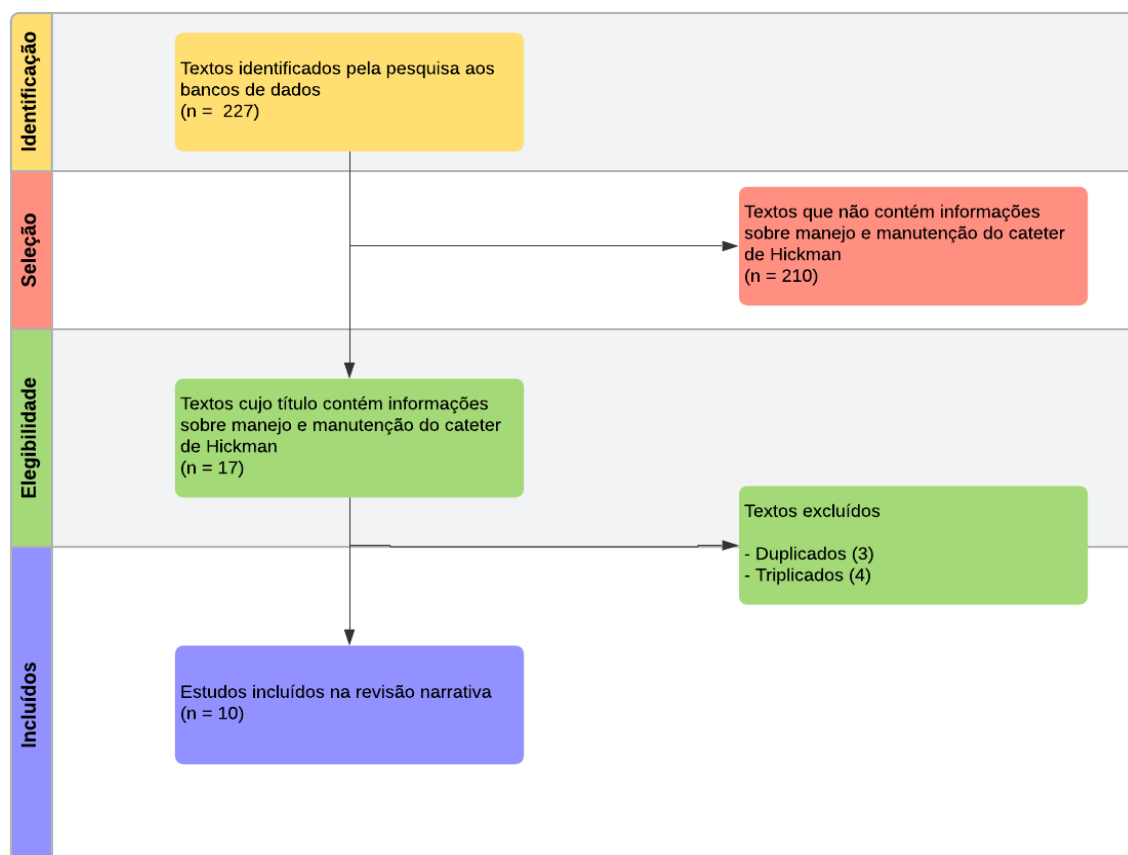 Identificação
Textos identificados pela pesquisa aos
bancos de dados
(n =  227)
Seleção
Textos que não contém informações
sobre manejo e manutenção do cateter
de Hickman
(n = 210)
Elegibilidade
Textos cujo título contém informações
sobre manejo e manutenção do cateter
de Hickman
(n = 17)
Textos excluídos
- Duplicados (3)
- Triplicados (4)
Incluídos
Estudos incluídos na revisão narrativa
(n = 10)